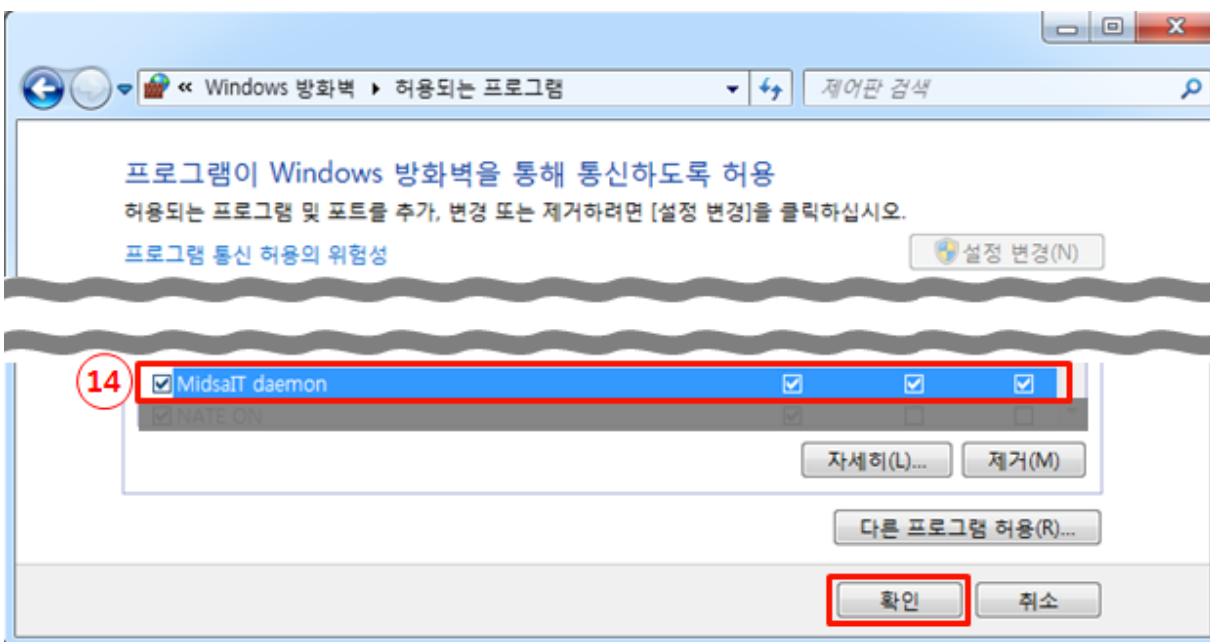 « Windows 방화벽 ▸ 허용되는 프로그램
제어판 검색
프로그램이 Windows 방화벽을 통해 통신하도록 허용
허용되는 프로그램 및 포트를 추가, 변경 또는 제거하려면 [설정 변경]을 클릭하십시오.
프로그램 통신 허용의 위험성
설정 변경(N)
14
MidsaIT daemon
NATE ON
자세히(L)...
제거(M)
다른 프로그램 허용(R)...
확인
취소